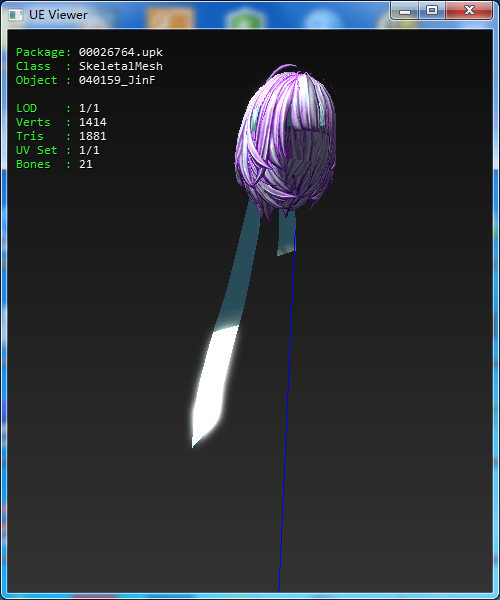 UE Viewer
Package: 00026764.upk
Class  : SkeletalMesh
Object : 040159_JinF
LOD    : 1/1
Verts  : 1414
Tris   : 1881
UV Set : 1/1
Bones  : 21